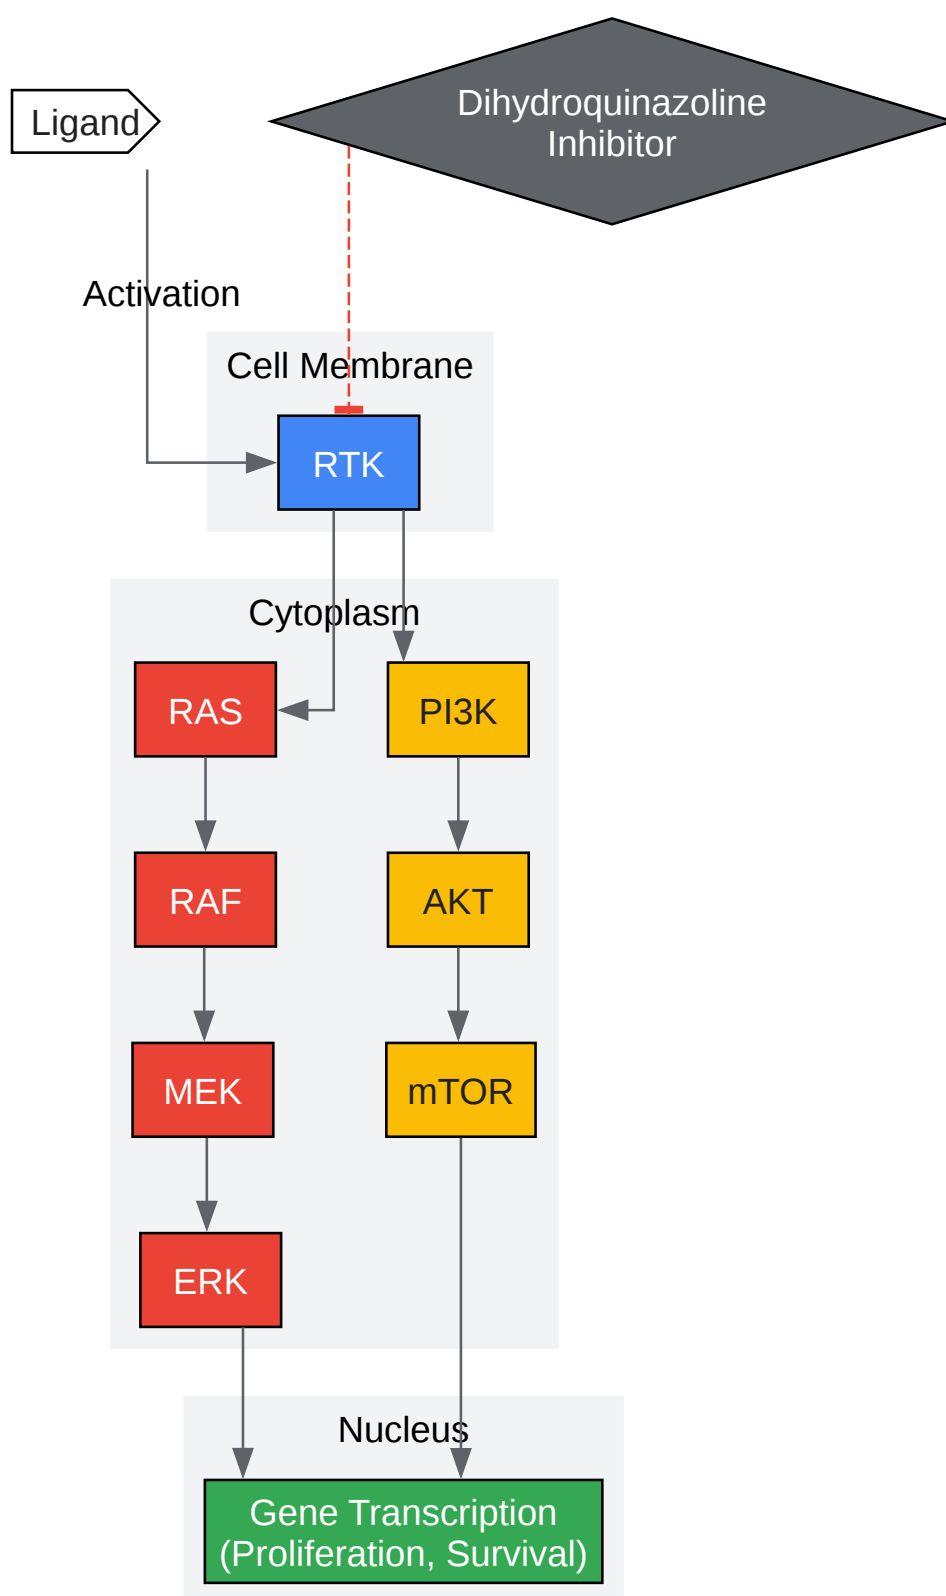 Ligand
Dihydroquinazoline
Inhibitor
Activation
Cell Membrane
RTK
Cytoplasm
RAS
PI3K
RAF
AKT
MEK
mTOR
ERK
Nucleus
Gene Transcription
(Proliferation, Survival)